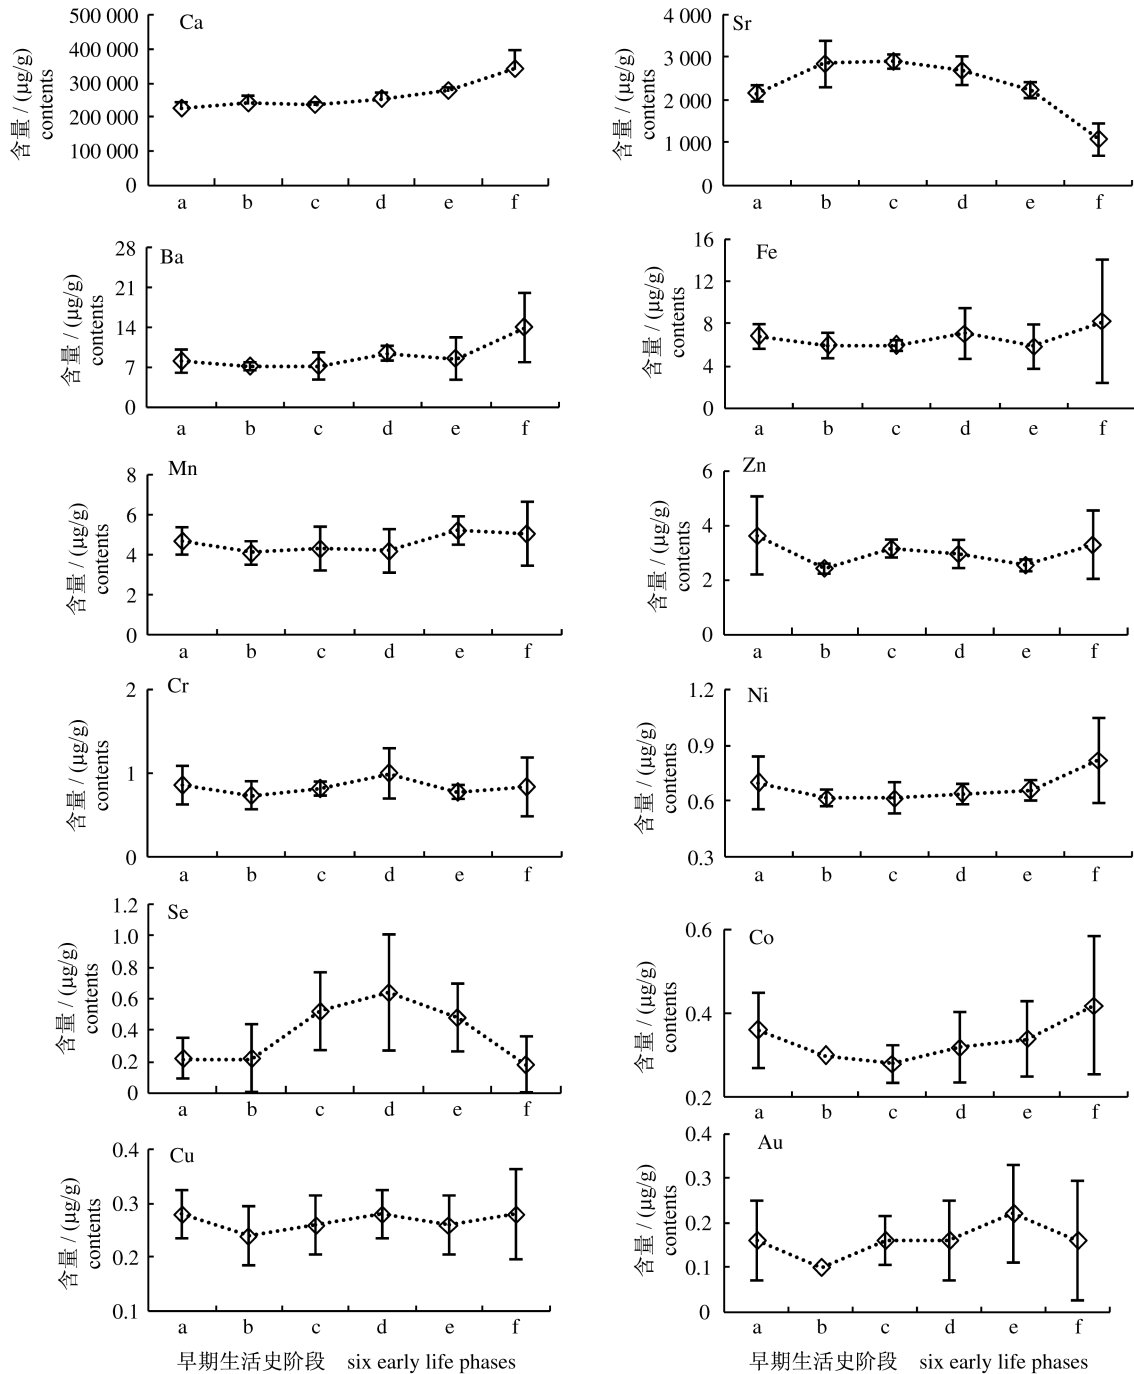 Ca
500 000
400 000
300 000
200 000
100 000
0
含量 / (μg/g)
contents
a b c d e f
Sr
4 000
3 000
2 000
1 000
0
含量 / (μg/g)
contents
a b c d e f
Ba
28
21
14
7
0
含量 / (μg/g)
contents
a b c d e f
Fe
16
12
8
4
0
含量 / (μg/g)
contents
a b c d e f
Mn
8
6
4
2
0
含量 / (μg/g)
contents
a b c d e f
Zn
6
4
2
0
含量 / (μg/g)
contents
a b c d e f
Cr
2
1
0
含量 / (μg/g)
contents
a b c d e f
Ni
1.2
0.9
0.6
0.3
含量 / (μg/g)
contents
a b c d e f
Se
1.2
1.0
0.8
0.6
0.4
0.2
0
含量 / (μg/g)
contents
a b c d e f
Co
0.6
0.4
0.2
含量 / (μg/g)
contents
a b c d e f
Cu
0.4
0.3
0.2
0.1
含量 / (μg/g)
contents
a b c d e f
早期生活史阶段 six early life phases
Au
0.4
0.3
0.2
0.1
0
含量 / (μg/g)
contents
a b c d e f
早期生活史阶段 six early life phases